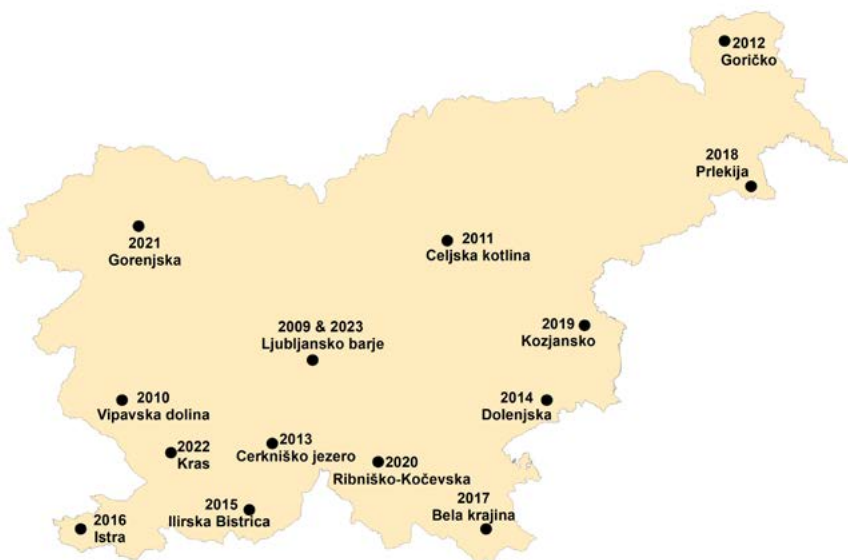 2012
Goričko
2018
Prlekija
2021
Gorenjska
2011
Celjska kotlina
2009 & 2023
Ljubljansko barje
2019
Kozjansko
2010
Vipavska dolina
2014
Dolenjska
2022
Kras
2013
Cerkniško jezero
2020
Ribniško-Kočevska
2015
Ilirska Bistrica
2017
Bela krajina
2016
Istra